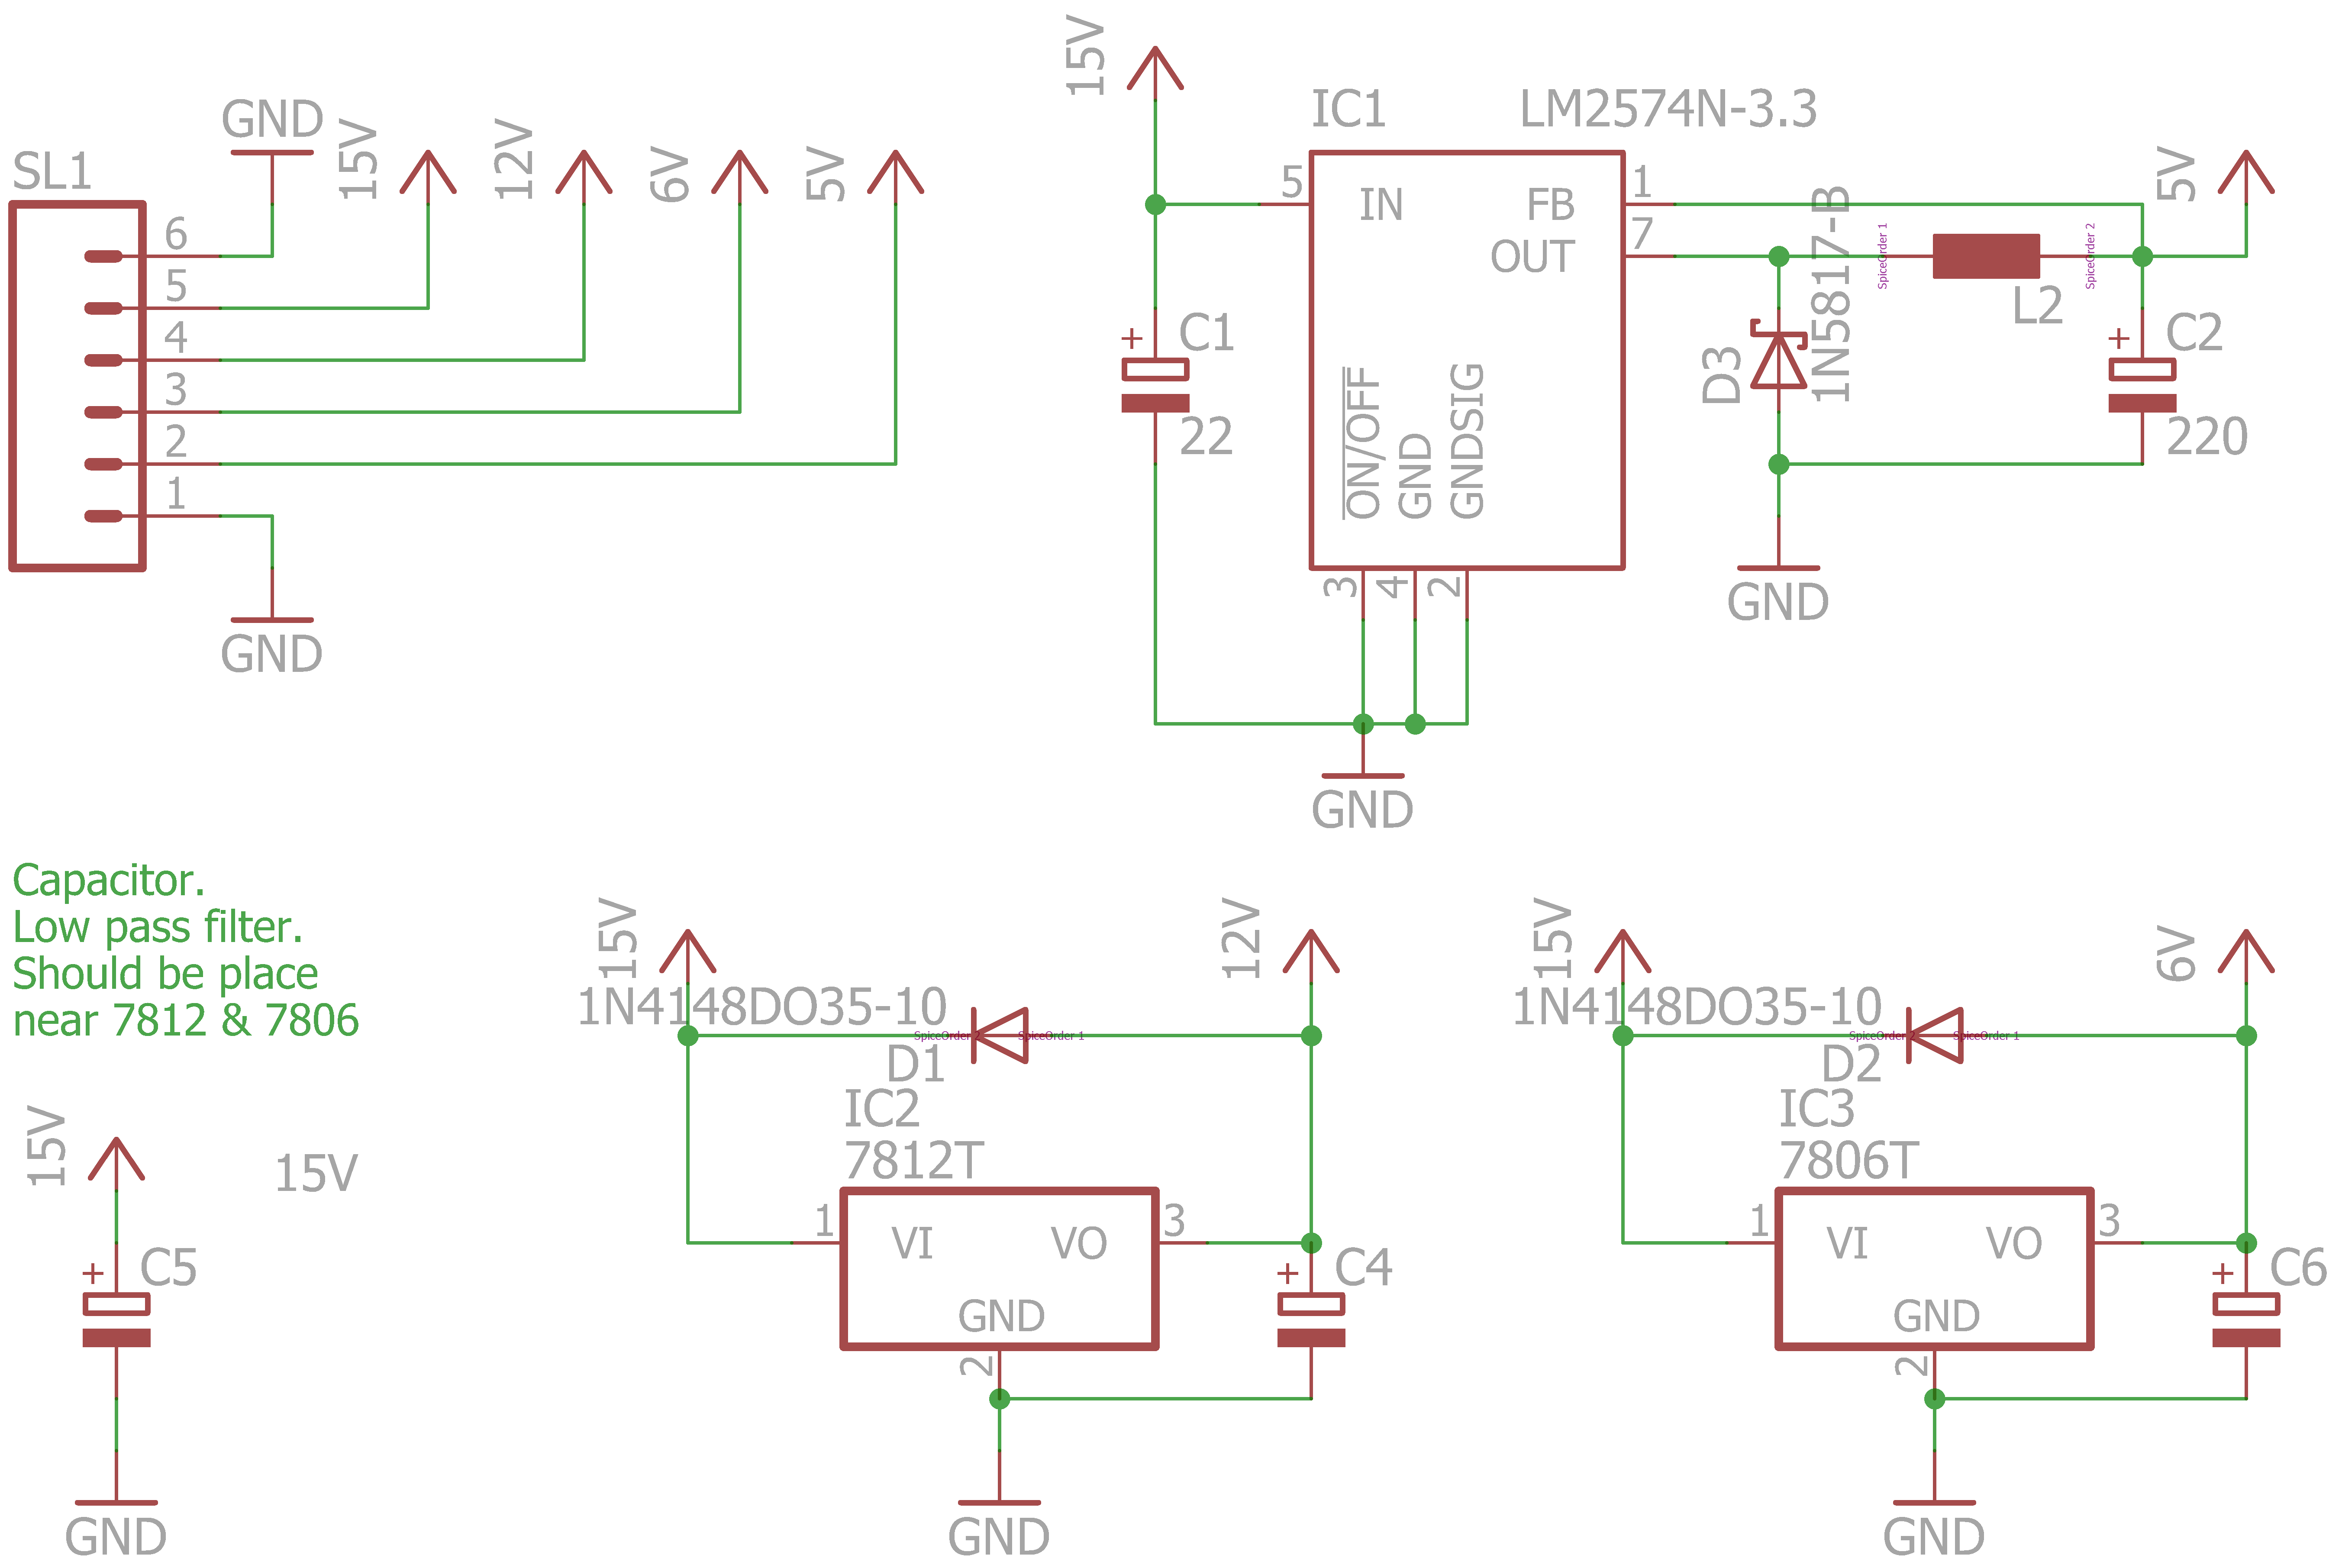 SL1
GND
15V
12V
6V
5V
6
5
4
3
2
1
GND
15V
IC1
LM2574N-3.3
5
IN
FB
OUT
1
7
ON/OFF
GND
GNDSIG
3
4
2
GND
C1
+
22
D3
1N5817-B
GND
SpiceOrder 1
SpiceOrder 2
L2
5V
C2
+
220
Capacitor.
Low pass filter.
Should be place
near 7812 & 7806
15V
15V
C5
+
GND
15V
12V
1N4148DO35-10
SpiceOrder
SpiceOrder 1
D1
IC2
7812T
1
VI
VO
3
GND
2
C4
+
GND
15V
6V
1N4148DO35-10
SpiceOrder
SpiceOrder 1
D2
IC3
7806T
1
VI
VO
3
GND
2
C6
+
GND